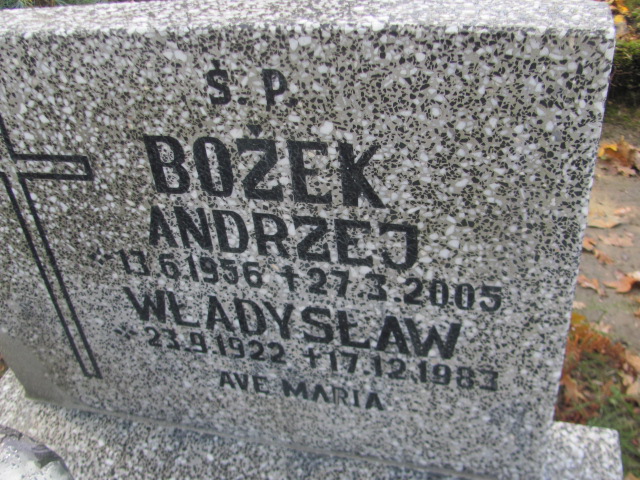 Ś.P.
BOŻEK
ANDRZEJ
* 13.6.1956 ✝ 27.3.2005
WŁADYSŁAW
* 23.9.1922 ✝ 17.12.1983
AVE MARIA